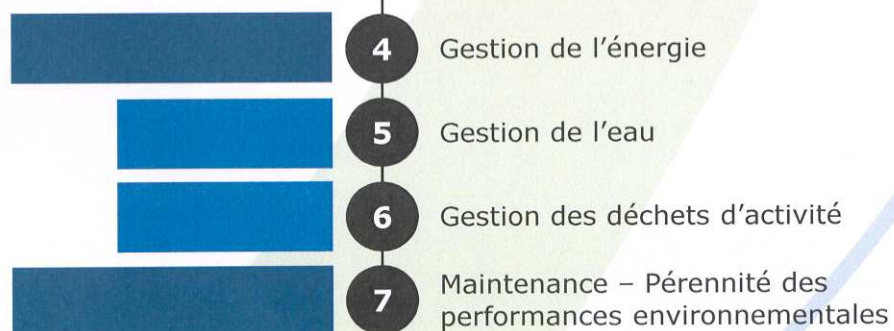 4 Gestion de l'énergie
5 Gestion de l'eau
6 Gestion des déchets d'activité
7 Maintenance – Pérennité des
performances environnementales